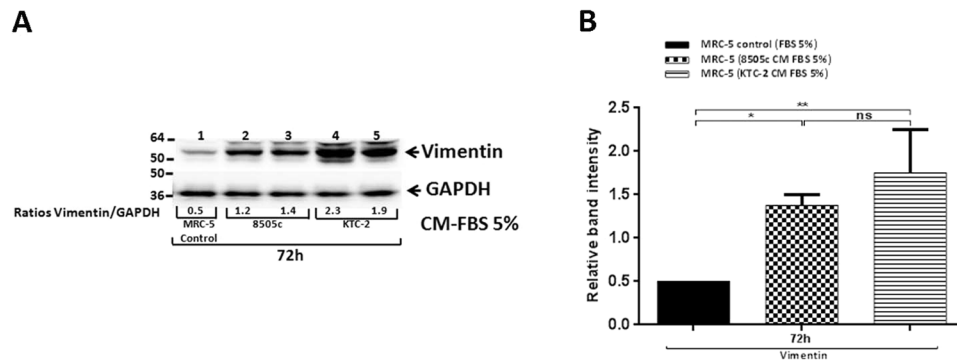 A
64
50
50
36
1 2 3 4 5
Vimentin
GAPDH
Ratios Vimentin/GAPDH 0.5 1.2 1.4 2.3 1.9
MRC-5 8505c KTC-2
Control
CM-FBS 5%
72h
B
MRC-5 control (FBS 5%)
MRC-5 (8505c CM FBS 5%)
MRC-5 (KTC-2 CM FBS 5%)
Relative band intensity
2.5
2.0
1.5
1.0
0.5
0.0
**
* ns
72h
Vimentin